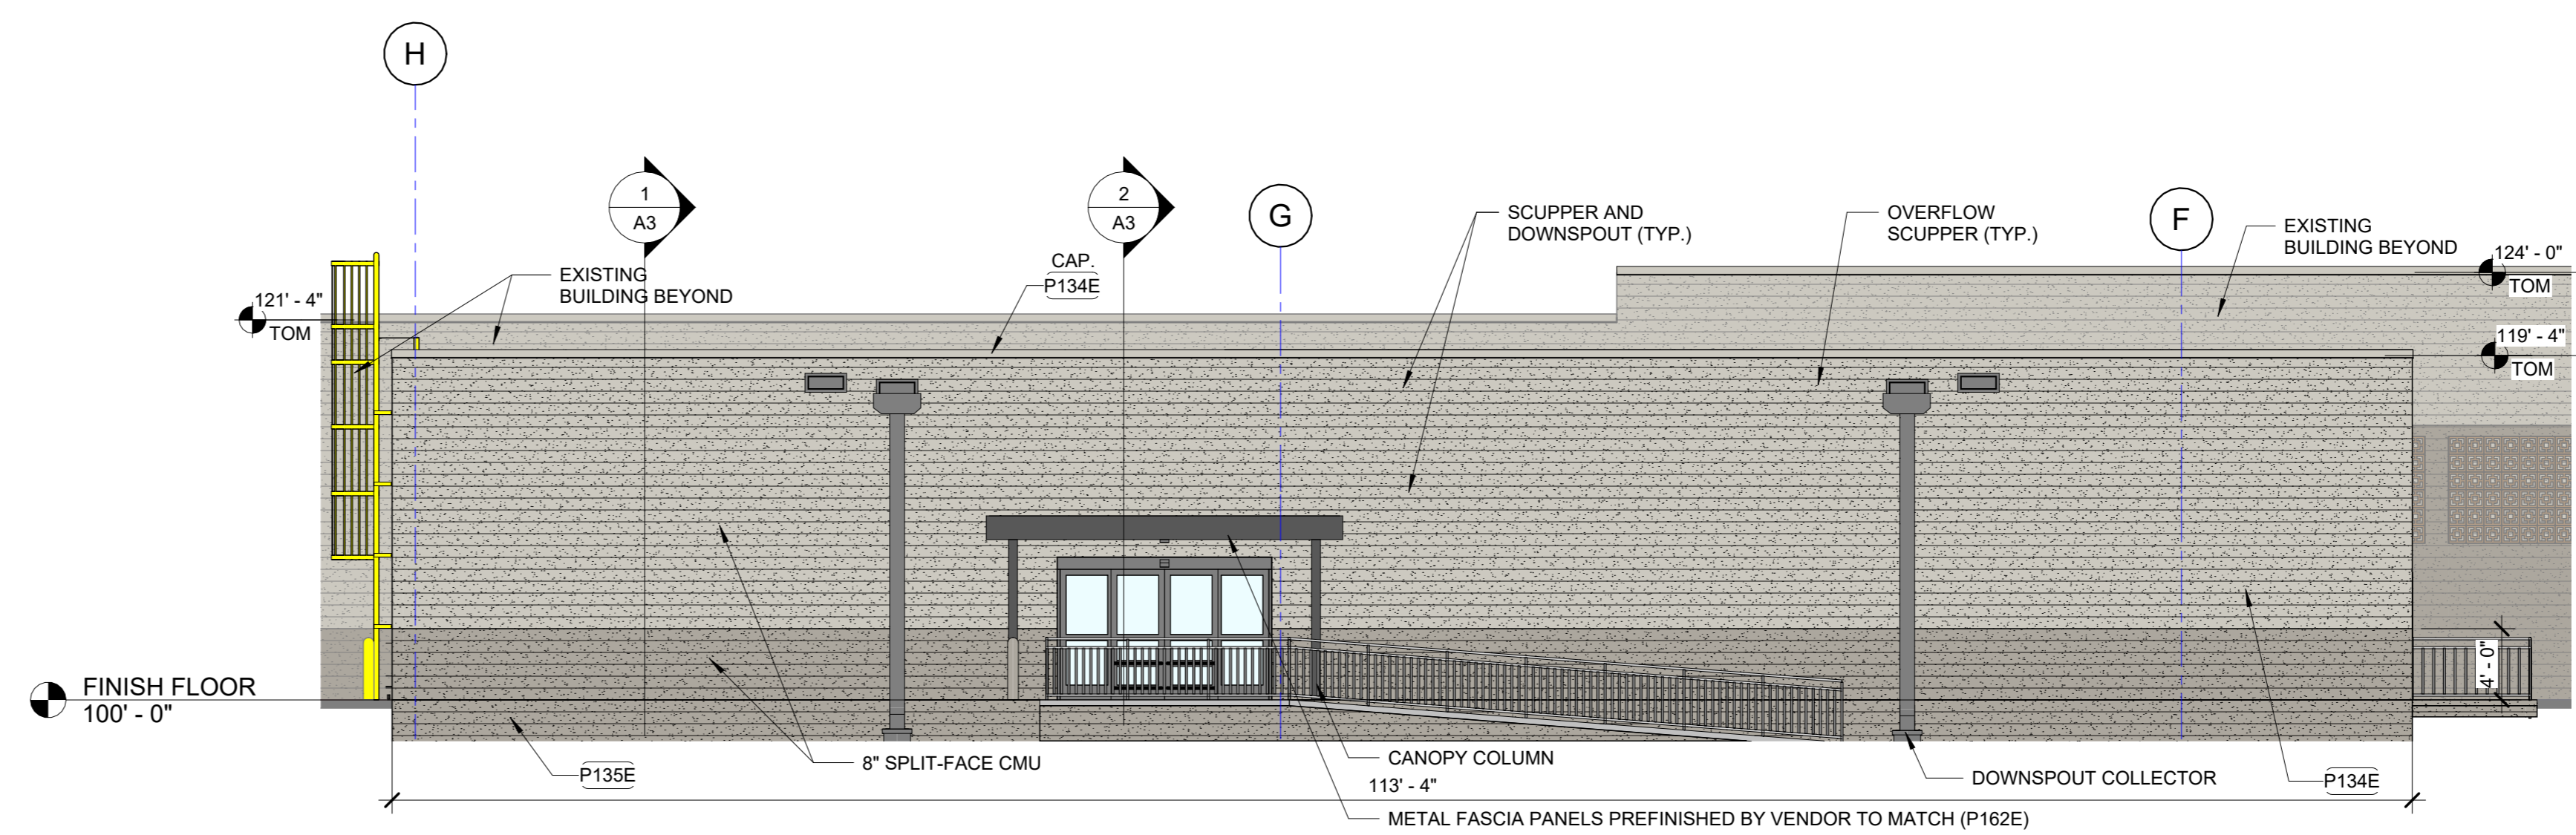 H
1
A3
2
A3
G
F
SCUPPER AND
DOWNSPOUT (TYP.)
OVERFLOW
SCUPPER (TYP.)
EXISTING
BUILDING BEYOND
124' - 0"
TOM
EXISTING
BUILDING BEYOND
CAP.
P134E
121' - 4"
TOM
119' - 4"
TOM
FINISH FLOOR
100' - 0"
4' - 0"
P135E
8" SPLIT-FACE CMU
CANOPY COLUMN
113' - 4"
DOWNSPOUT COLLECTOR
P134E
METAL FASCIA PANELS PREFINISHED BY VENDOR TO MATCH (P162E)